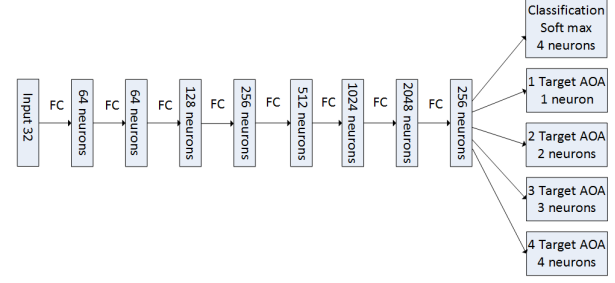 Input 32
FC
64 neurons
FC
64 neurons
FC
128 neurons
FC
256 neurons
FC
512 neurons
FC
1024 neurons
FC
2048 neurons
FC
256 neurons
Classification
Soft max
4 neurons
1 Target AOA
1 neuron
2 Target AOA
2 neurons
3 Target AOA
3 neurons
4 Target AOA
4 neurons